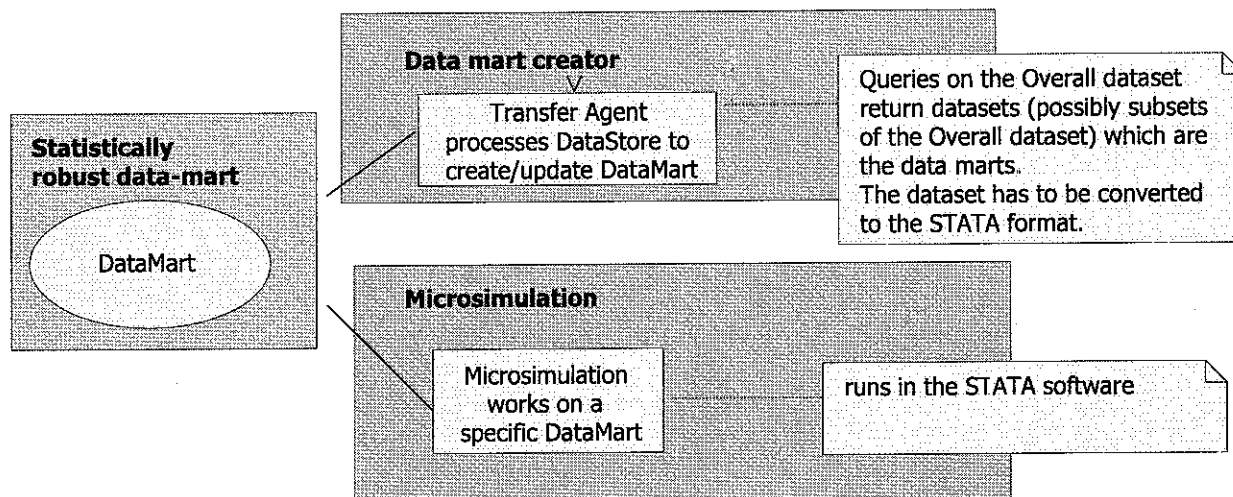 Data mart creator
Transfer Agent
processes DataStore to
create/update DataMart
Queries on the Overall dataset
return datasets (possibly subsets
of the Overall dataset) which are
the data marts.
The dataset has to be converted
to the STATA format.
Statistically
robust data-mart
DataMart
Microsimulation
Microsimulation
works on a
specific DataMart
runs in the STATA software